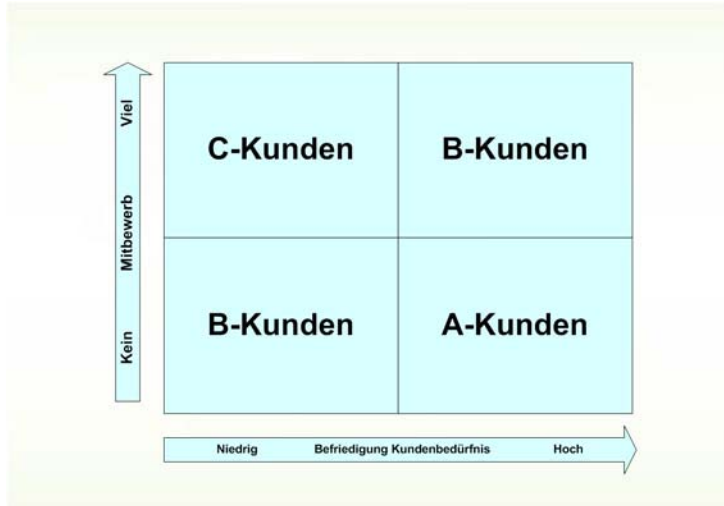 Viel
Mitbewerb
Kein
C-Kunden
B-Kunden
B-Kunden
A-Kunden
Niedrig Befriedigung Kundenbedürfnis Hoch